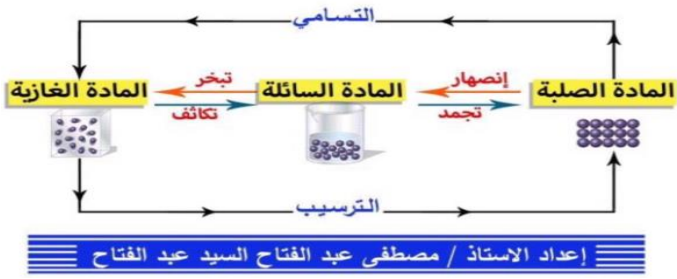 التسامي
إنصهار
تبخر
المادة الصلبة
المادة السائلة
المادة الغازية
تجمد
تكاثف
الترسيب
إعداد الاستاذ / مصطفى عبد الفتاح السيد عبد الفتاح